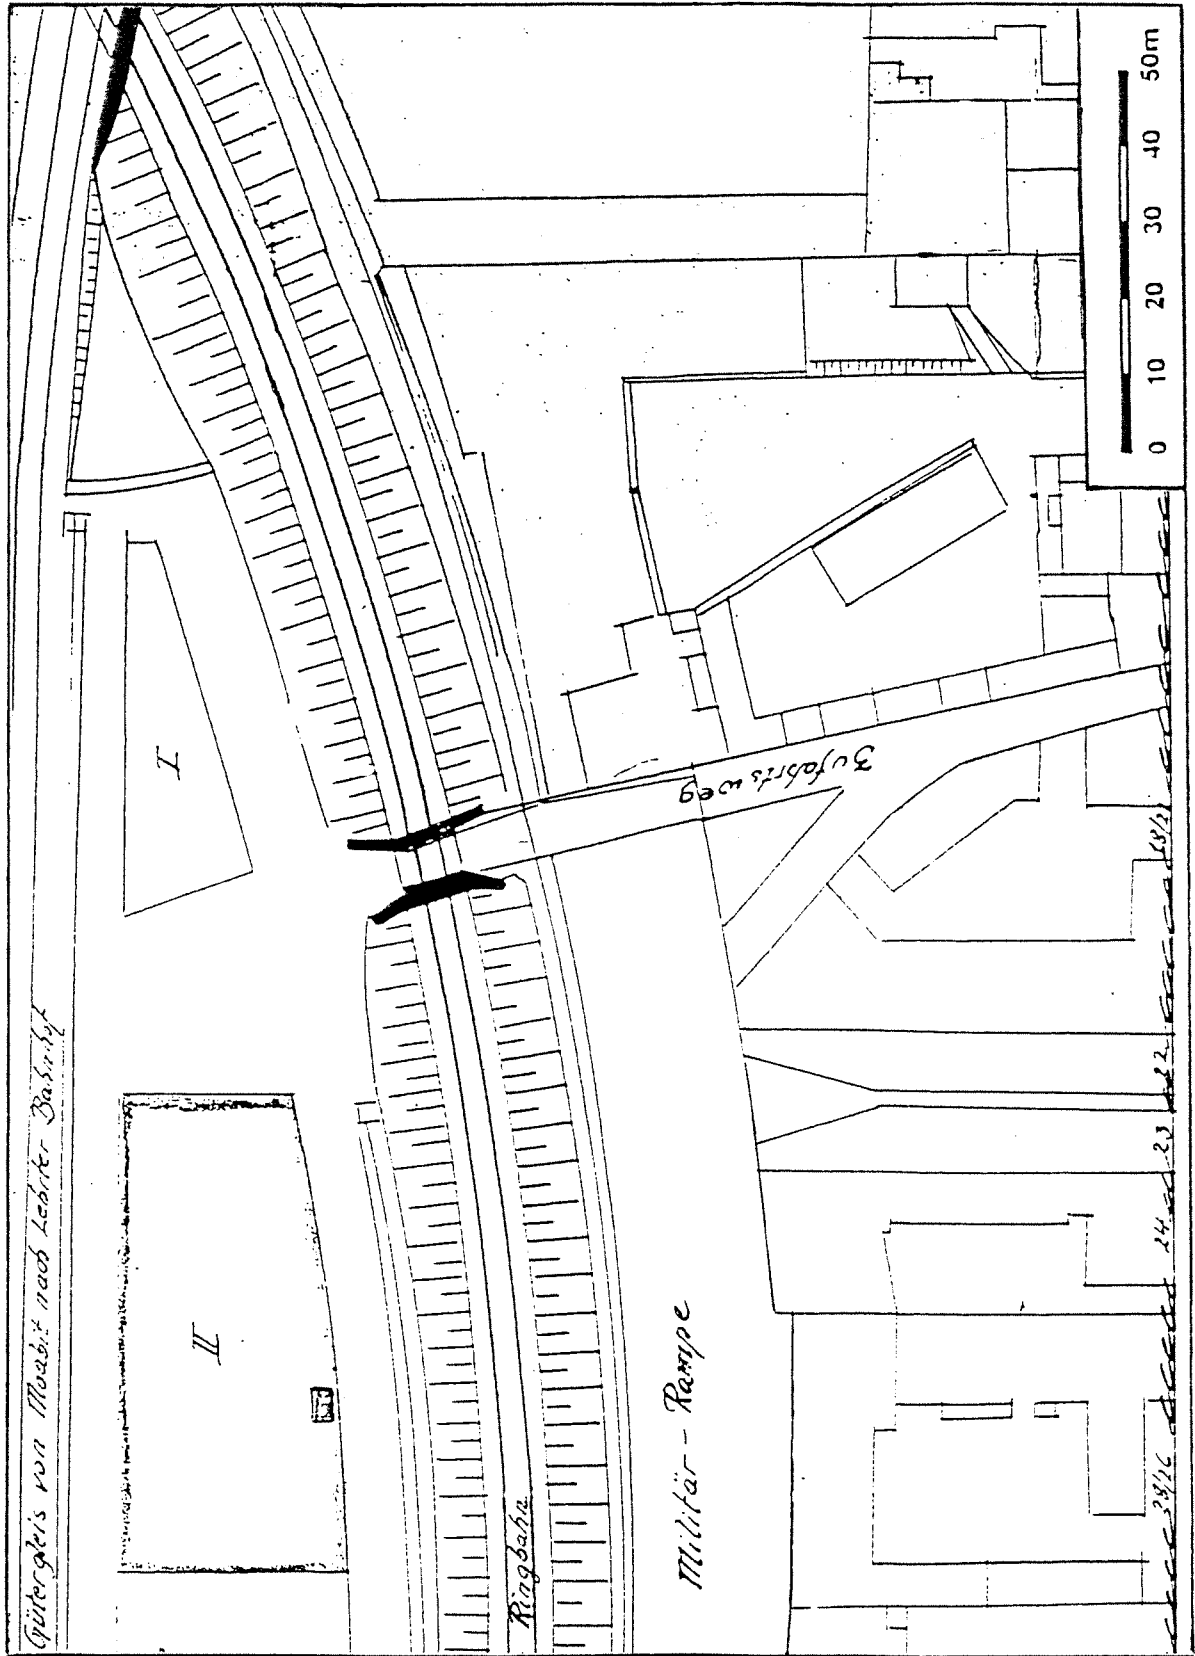 Gütergleis von Moabit nach Lehrter Bahnhof
I
II
Ringbahn
Militär - Rampe
Zufahrtsweg
22
23
24
0 10 20 30 40 50m